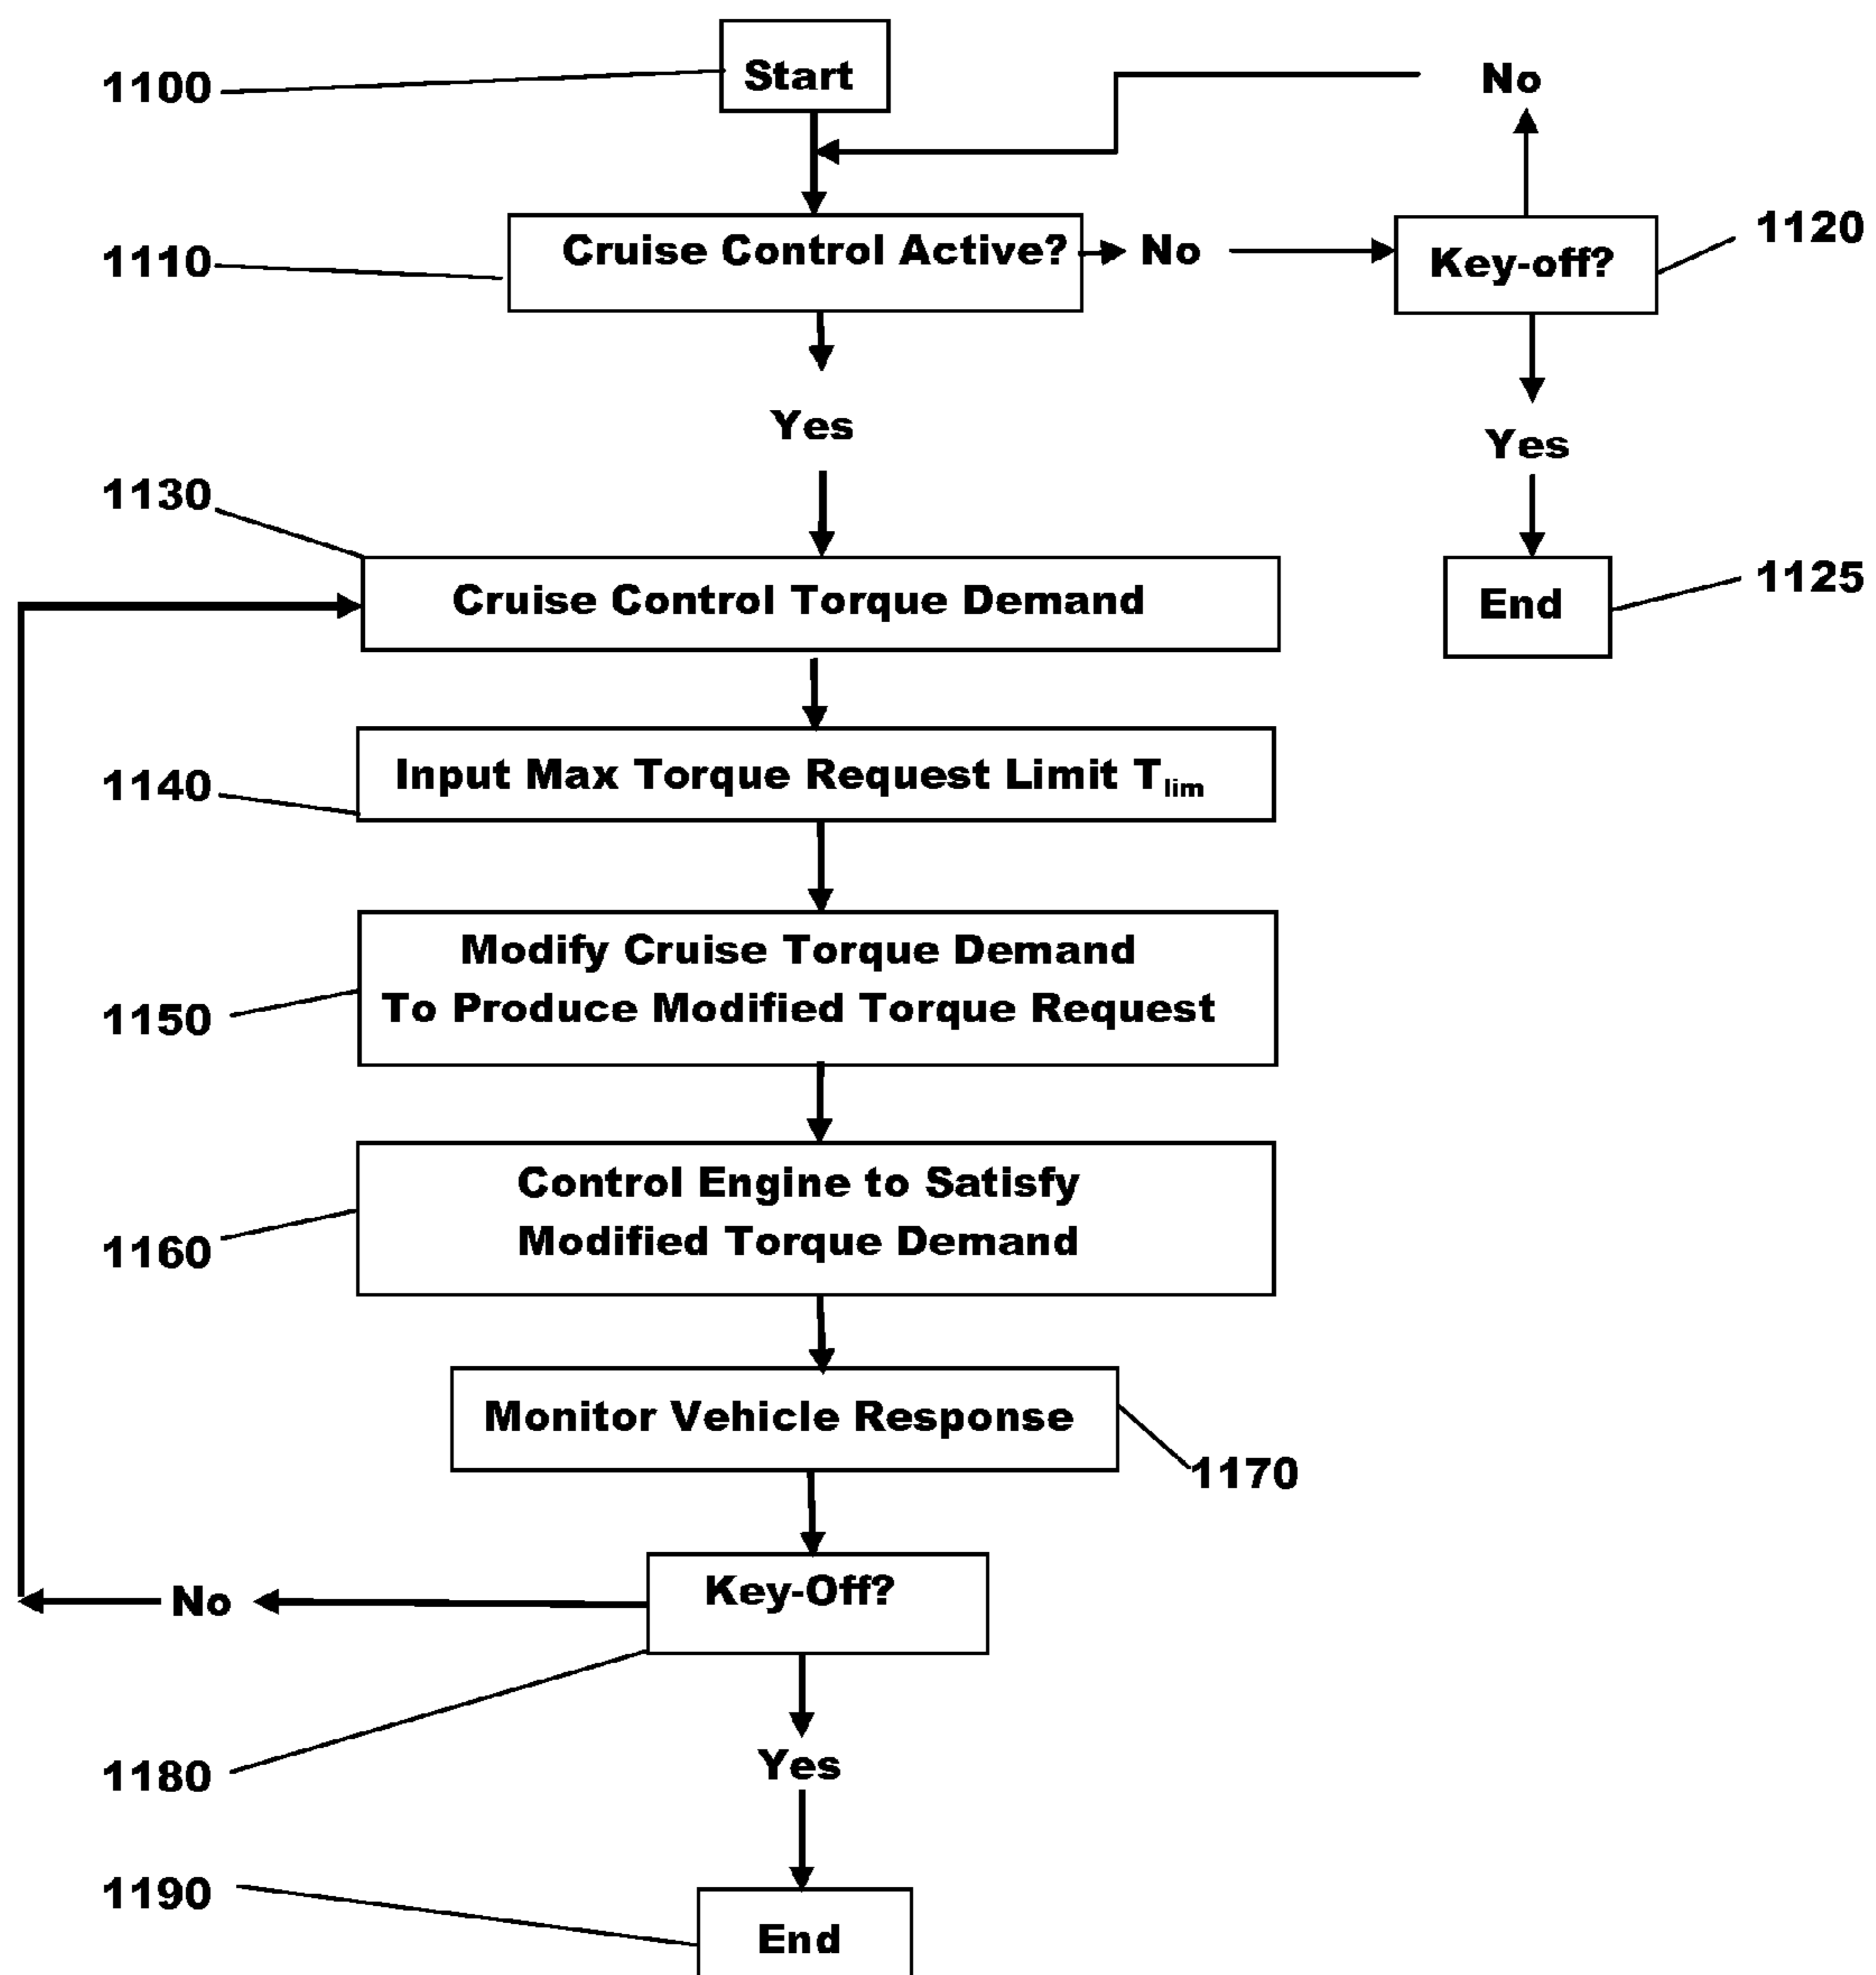 Start
1100
No
1110
Cruise Control Active?
No
Key-off?
1120
Yes
Yes
1130
Cruise Control Torque Demand
End
1125
1140
Input Max Torque Request Limit Tlim
Modify Cruise Torque Demand
To Produce Modified Torque Request
1150
Control Engine to Satisfy
Modified Torque Demand
1160
Monitor Vehicle Response
1170
Key-Off?
No
1180
Yes
1190
End